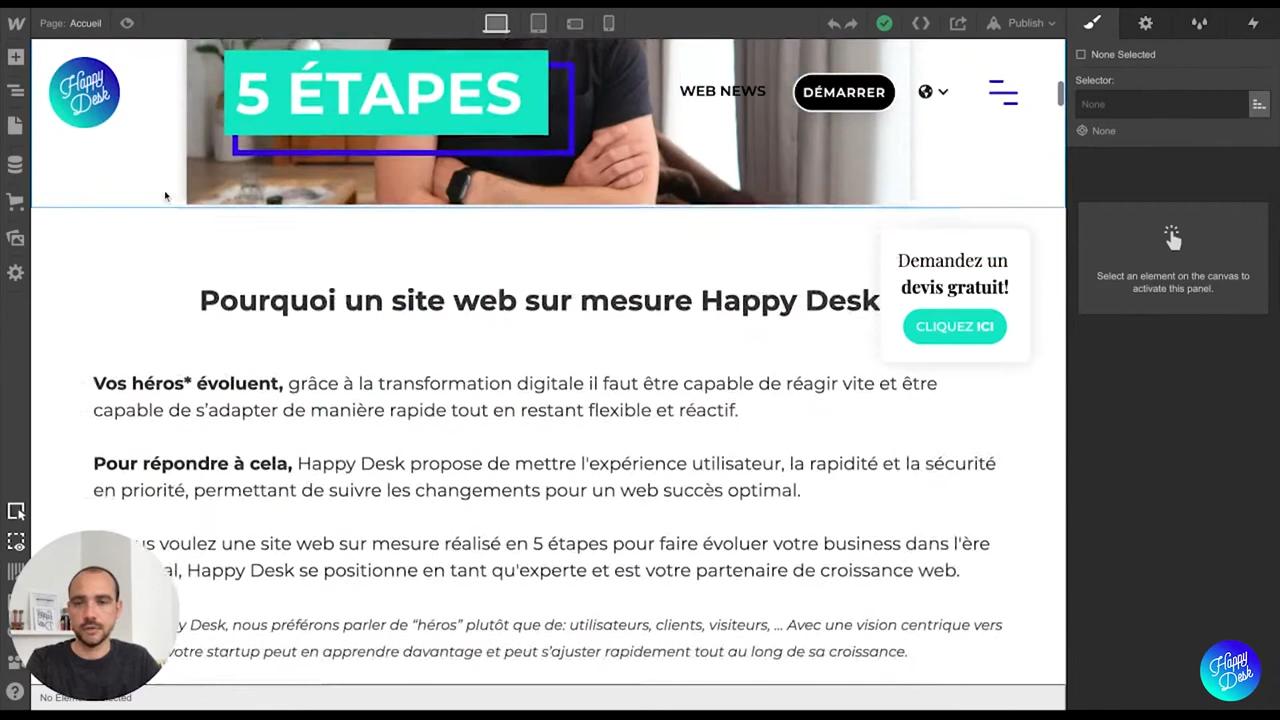 Page: Accueil
Publish
None Selected
Selector:
None
None
Select an element on the canvas to
activate this panel.
Happy
Desk
5 ÉTAPES
WEB NEWS
DÉMARRER
Demandez un
devis gratuit!
CLIQUEZ ICI
Pourquoi un site web sur mesure Happy Desk
Vos héros* évoluent, grâce à la transformation digitale il faut être capable de réagir vite et être
capable de s’adapter de manière rapide tout en restant flexible et réactif.
Pour répondre à cela, Happy Desk propose de mettre l'expérience utilisateur, la rapidité et la sécurité
en priorité, permettant de suivre les changements pour un web succès optimal.
voulez une site web sur mesure réalisé en 5 étapes pour faire évoluer votre business dans l'ère
Happy Desk se positionne en tant qu'experte et est votre partenaire de croissance web.
Desk, nous préférons parler de “héros” plutôt que de: utilisateurs, clients, visiteurs, ... Avec une vision centrique vers
votre startup peut en apprendre davantage et peut s’ajuster rapidement tout au long de sa croissance.
Happy
Desk